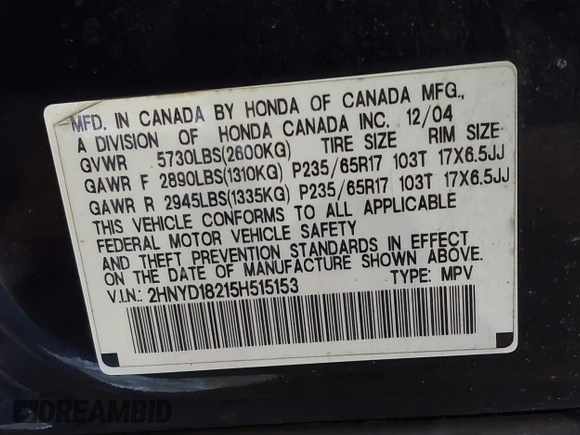 MFD. IN CANADA BY HONDA OF CANADA MFG.,
A DIVISION OF HONDA CANADA INC. 12/04
GVWR 5730LBS(2600KG) TIRE SIZE RIM SIZE
GAWR F 2890LBS(1310KG) P235/65R17 103T 17X6.5JJ
GAWR R 2945LBS(1335KG) P235/65R17 103T 17X6.5JJ
THIS VEHICLE CONFORMS TO ALL APPLICABLE
FEDERAL MOTOR VEHICLE SAFETY
AND THEFT PREVENTION STANDARDS IN EFFECT
ON THE DATE OF MANUFACTURE SHOWN ABOVE.
V.I.N.: 2HNYD18215H515153 TYPE: MPV
DREAMBID